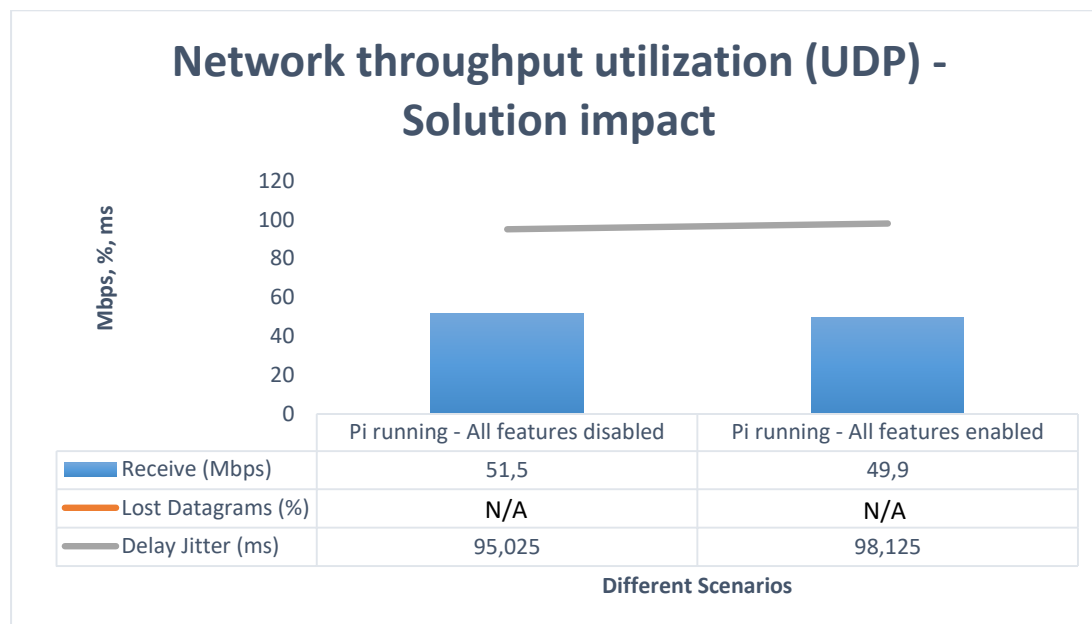 Network throughput utilization (UDP) -
Solution impact
Mbps, %, ms
120
100
80
60
40
20
0
Pi running - All features disabled
Pi running - All features enabled
Receive (Mbps) 51,5 49,9
Lost Datagrams (%) N/A N/A
Delay Jitter (ms) 95,025 98,125
Different Scenarios